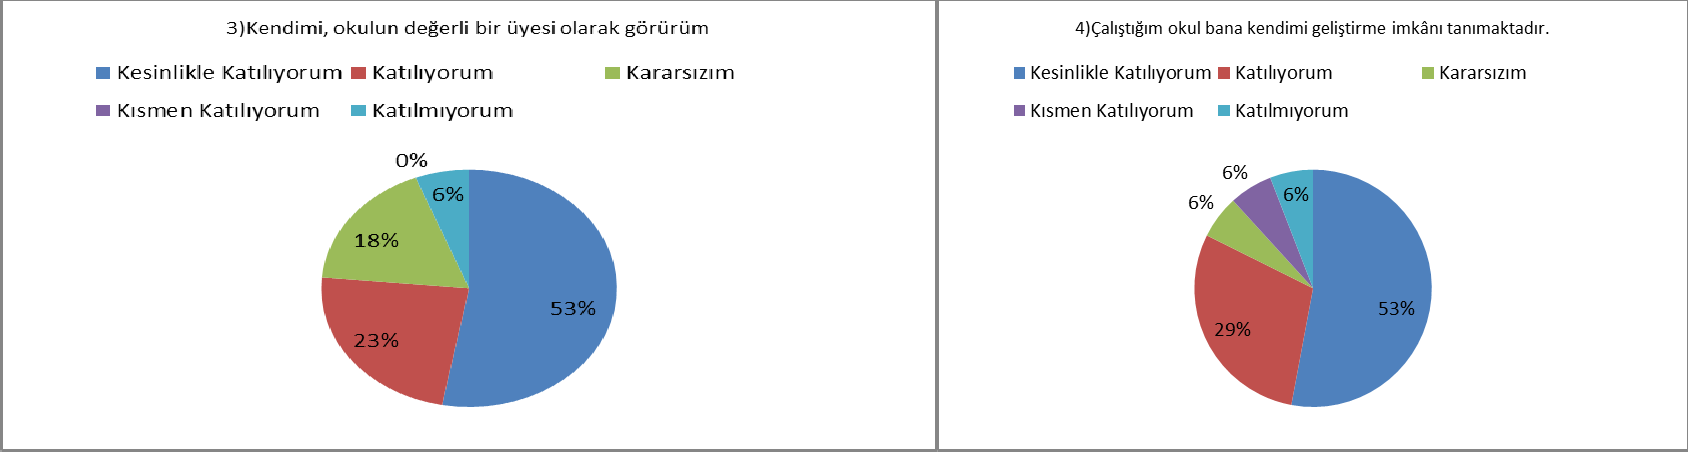 3)Kendimi, okulun değerli bir üyesi olarak görürüm
Kesinlikle Katılıyorum Katılıyorum Kararsızım
Kısmen Katılıyorum Katılmıyorum
0%
6%
18%
53%
23%
4)Çalıştığım okul bana kendimi geliştirme imkânı tanımaktadır.
Kesinlikle Katılıyorum Katılıyorum Kararsızım
Kısmen Katılıyorum Katılmıyorum
6%
6%
6%
53%
29%